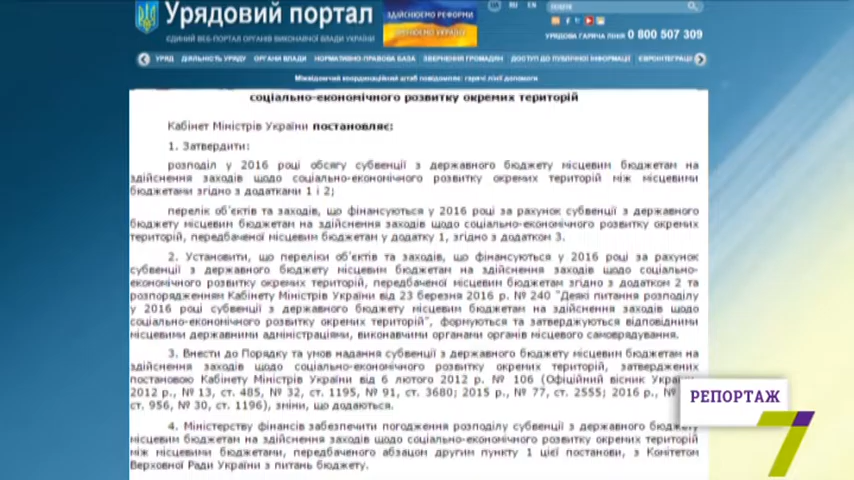 Урядовий портал
ЄДИНИЙ ВЕБ-ПОРТАЛ ОРГАНІВ ВИКОНАВЧОЇ ВЛАДИ УКРАЇНИ
ЗДІЙСНЮЄМО РЕФОРМИ
ЗМІНЮЄМО УКРАЇНУ
UA RU EN
УРЯДОВА ГАРЯЧА ЛІНІЯ 0 800 507 309
УРЯД ДІЯЛЬНІСТЬ УРЯДУ ОРГАНИ ВЛАДИ НОРМАТИВНО-ПРАВОВА БАЗА ЗВЕРНЕННЯ ГРОМАДЯН ДОСТУП ДО ПУБЛІЧНОЇ ІНФОРМАЦІЇ ЄВРОІНТЕГРАЦІ
Міжвідомчий координаційний штаб повідомляє: гарячі лінії допомоги
соціально-економічного розвитку окремих територій
Кабінет Міністрів України постановляє:
1. Затвердити:
розподіл у 2016 році обсягу субвенції з державного бюджету місцевим бюджетам на
здійснення заходів щодо соціально-економічного розвитку окремих територій між місцевими
бюджетами згідно з додатками 1 і 2;
перелік об'єктів та заходів, що фінансуються у 2016 році за рахунок субвенції з державного
бюджету місцевим бюджетам на здійснення заходів щодо соціально-економічного розвитку окремих
територій, передбаченої місцевим бюджетам у додатку 1, згідно з додатком 3.
2. Установити, що переліки об'єктів та заходів, що фінансуються у 2016 році за рахунок
субвенції з державного бюджету місцевим бюджетам на здійснення заходів щодо соціально-
економічного розвитку окремих територій, передбаченої місцевим бюджетам згідно з додатком 2 та
розпорядженням Кабінету Міністрів України від 23 березня 2016 р. № 240 "Деякі питання розподілу
у 2016 році субвенції з державного бюджету місцевим бюджетам на здійснення заходів щодо
соціально-економічного розвитку окремих територій", формуються та затверджуються відповідними
місцевими державними адміністраціями, виконавчими органами органів місцевого самоврядування.
3. Внести до Порядку та умов надання субвенції з державного бюджету місцевим бюджетам на
здійснення заходів щодо соціально-економічного розвитку окремих територій, затверджених
постановою Кабінету Міністрів України від 6 лютого 2012 р. № 106 (Офіційний вісник Украї
2012 р., № 13, ст. 485, № 32, ст. 1195, № 91, ст. 3680; 2015 р., № 77, ст. 2555; 2016 р., №
ст. 956, № 30, ст. 1196), зміни, що додаються.
4. Міністерству фінансів забезпечити погодження розподілу субвенції з державного бюджету
місцевим бюджетам на здійснення заходів щодо соціально-економічного розвитку окремих територій
між місцевими бюджетами, передбаченого абзацом другим пункту 1 цієї постанови, з Комітетом
Верховної Ради України з питань бюджету.
РЕПОРТАЖ
7